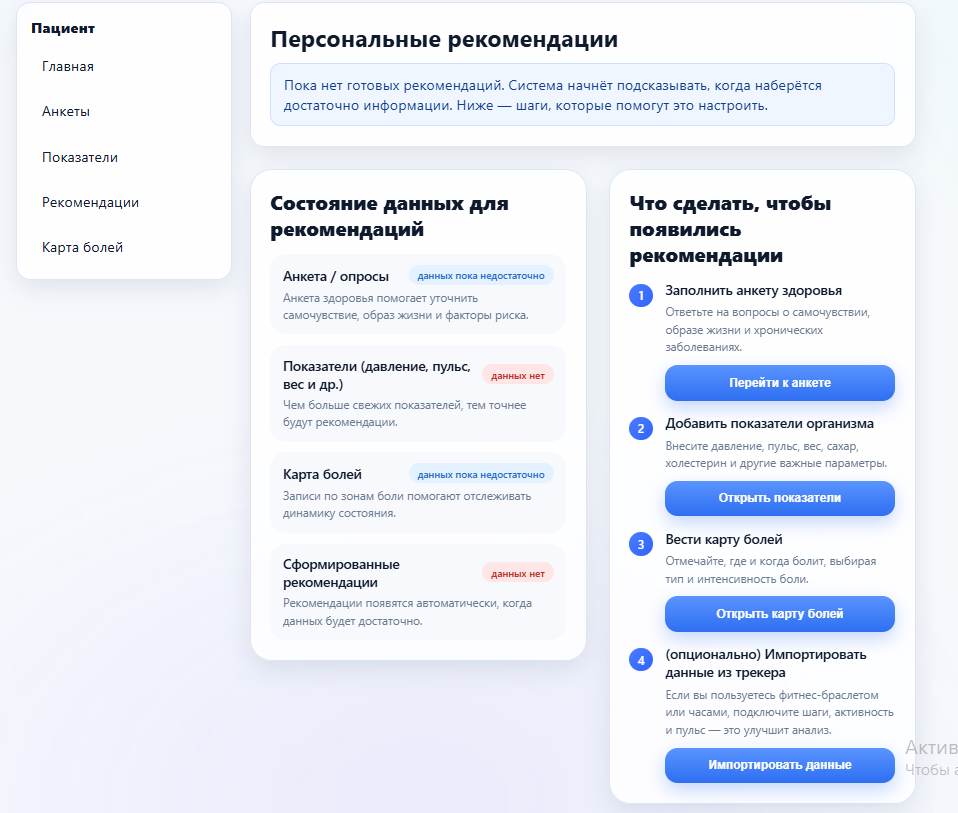 Пациент
Главная
Анкеты
Показатели
Рекомендации
Карта болей
Персональные рекомендации
Пока нет готовых рекомендаций. Система начнёт подсказывать, когда наберётся
достаточно информации. Ниже — шаги, которые помогут это настроить.
Состояние данных для
рекомендаций
Анкета / опросы
данных пока недостаточно
Анкета здоровья помогает уточнить
самочувствие, образ жизни и факторы риска.
Показатели (давление, пульс,
вес и др.)
данных нет
Чем больше свежих показателей, тем точнее
будут рекомендации.
Карта болей
данных пока недостаточно
Записи по зонам боли помогают отслеживать
динамику состояния.
Сформированные
рекомендации
данных нет
Рекомендации появятся автоматически, когда
данных будет достаточно.
Что сделать, чтобы
появились
рекомендации
1 Заполнить анкету здоровья
Ответьте на вопросы о самочувствии,
образе жизни и хронических
заболеваниях.
Перейти к анкете
2 Добавить показатели организма
Внесите давление, пульс, вес, сахар,
холестерин и другие важные параметры.
Открыть показатели
3 Вести карту болей
Отмечайте, где и когда болит, выбирая
тип и интенсивность боли.
Открыть карту болей
4 (опционально) Импортировать
данные из трекера
Если вы пользуетесь фитнес-браслетом
или часами, подключите шаги, активность
и пульс — это улучшит анализ.
Импортировать данные
Актив
Чтобы а